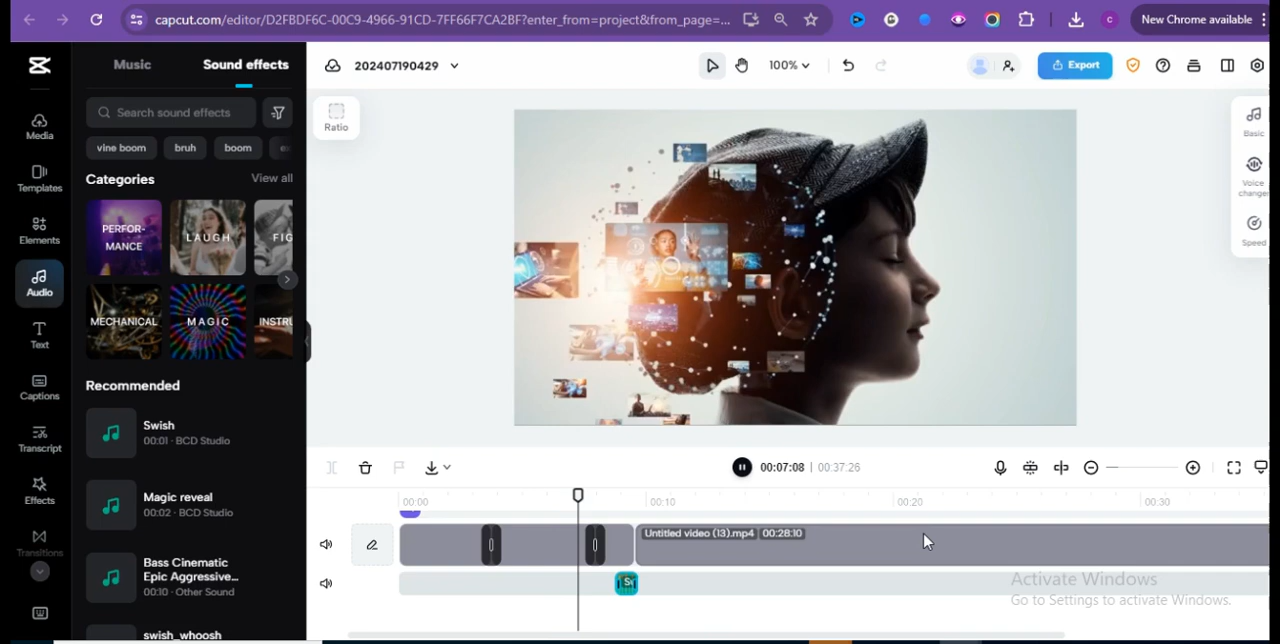 capcut.com/editor/D2FBDF6C-00C9-4966-91CD-7FF66F7CA2BF?enter_from=project&from_page=...
New Chrome available
Music
Sound effects
202407190429
100%
Export
Search sound effects
Ratio
Basic
Media
vine boom
bruh
boom
Categories
View all
Voice
change
Templates
PERFOR-
MANCE
LAUGH
FIG
Elements
Speed
Audio
MECHANICAL
MAGIC
INSTRU
Text
Recommended
Captions
Swish
00:01 · BCD Studio
Transcript
Magic reveal
00:02 · BCD Studio
Effects
00:07:08 | 00:37:26
00:00
00:10
00:20
00:30
Transitions
Untitled video (13).mp4
00:28:10
Bass Cinematic
Epic Aggressive...
00:10 · Other Sound
Activate Windows
Go to Settings to activate Windows.
swish_whoosh